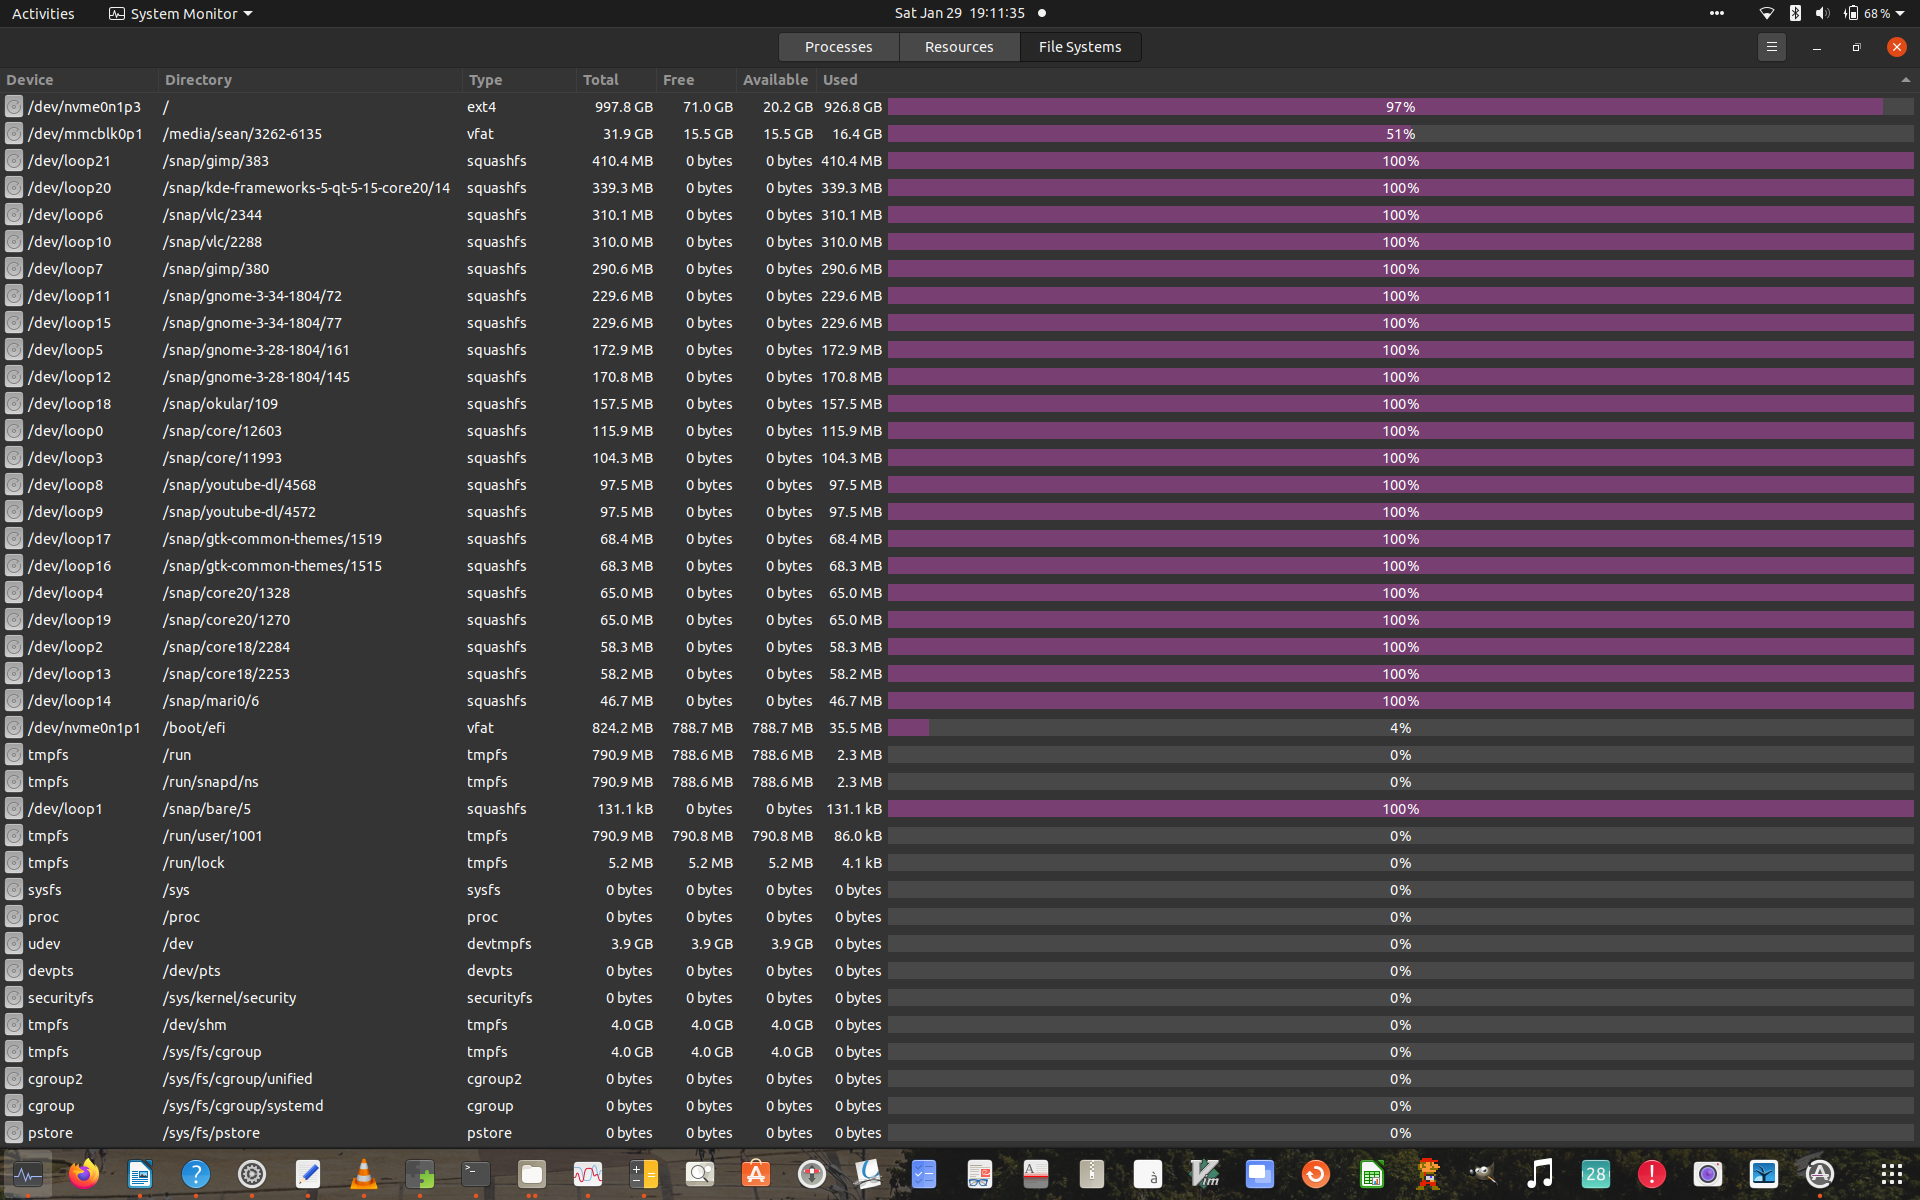 Activities System Monitor Sat Jan 29 19:11:35 68 %
Processes Resources File Systems
Device Directory Type Total Free Available Used
/dev/nvme0n1p3 / ext4 997.8 GB 71.0 GB 20.2 GB 926.8 GB 97%
/dev/mmcblk0p1 /media/sean/3262-6135 vfat 31.9 GB 15.5 GB 15.5 GB 16.4 GB 51%
/dev/loop21 /snap/gimp/383 squashfs 410.4 MB 0 bytes 0 bytes 410.4 MB 100%
/dev/loop20 /snap/kde-frameworks-5-qt-5-15-core20/14 squashfs 339.3 MB 0 bytes 0 bytes 339.3 MB 100%
/dev/loop6 /snap/vlc/2344 squashfs 310.1 MB 0 bytes 0 bytes 310.1 MB 100%
/dev/loop10 /snap/vlc/2288 squashfs 310.0 MB 0 bytes 0 bytes 310.0 MB 100%
/dev/loop7 /snap/gimp/380 squashfs 290.6 MB 0 bytes 0 bytes 290.6 MB 100%
/dev/loop11 /snap/gnome-3-34-1804/72 squashfs 229.6 MB 0 bytes 0 bytes 229.6 MB 100%
/dev/loop15 /snap/gnome-3-34-1804/77 squashfs 229.6 MB 0 bytes 0 bytes 229.6 MB 100%
/dev/loop5 /snap/gnome-3-28-1804/161 squashfs 172.9 MB 0 bytes 0 bytes 172.9 MB 100%
/dev/loop12 /snap/gnome-3-28-1804/145 squashfs 170.8 MB 0 bytes 0 bytes 170.8 MB 100%
/dev/loop18 /snap/okular/109 squashfs 157.5 MB 0 bytes 0 bytes 157.5 MB 100%
/dev/loop0 /snap/core/12603 squashfs 115.9 MB 0 bytes 0 bytes 115.9 MB 100%
/dev/loop3 /snap/core/11993 squashfs 104.3 MB 0 bytes 0 bytes 104.3 MB 100%
/dev/loop8 /snap/youtube-dl/4568 squashfs 97.5 MB 0 bytes 0 bytes 97.5 MB 100%
/dev/loop9 /snap/youtube-dl/4572 squashfs 97.5 MB 0 bytes 0 bytes 97.5 MB 100%
/dev/loop17 /snap/gtk-common-themes/1519 squashfs 68.4 MB 0 bytes 0 bytes 68.4 MB 100%
/dev/loop16 /snap/gtk-common-themes/1515 squashfs 68.3 MB 0 bytes 0 bytes 68.3 MB 100%
/dev/loop4 /snap/core20/1328 squashfs 65.0 MB 0 bytes 0 bytes 65.0 MB 100%
/dev/loop19 /snap/core20/1270 squashfs 65.0 MB 0 bytes 0 bytes 65.0 MB 100%
/dev/loop2 /snap/core18/2284 squashfs 58.3 MB 0 bytes 0 bytes 58.3 MB 100%
/dev/loop13 /snap/core18/2253 squashfs 58.2 MB 0 bytes 0 bytes 58.2 MB 100%
/dev/loop14 /snap/mari0/6 squashfs 46.7 MB 0 bytes 0 bytes 46.7 MB 100%
/dev/nvme0n1p1 /boot/efi vfat 824.2 MB 788.7 MB 788.7 MB 35.5 MB 4%
tmpfs /run tmpfs 790.9 MB 788.6 MB 788.6 MB 2.3 MB 0%
tmpfs /run/snapd/ns tmpfs 790.9 MB 788.6 MB 788.6 MB 2.3 MB 0%
/dev/loop1 /snap/bare/5 squashfs 131.1 kB 0 bytes 0 bytes 131.1 kB 100%
tmpfs /run/user/1001 tmpfs 790.9 MB 790.8 MB 790.8 MB 86.0 kB 0%
tmpfs /run/lock tmpfs 5.2 MB 5.2 MB 5.2 MB 4.1 kB 0%
sysfs /sys sysfs 0 bytes 0 bytes 0 bytes 0 bytes 0%
proc /proc proc 0 bytes 0 bytes 0 bytes 0 bytes 0%
udev /dev devtmpfs 3.9 GB 3.9 GB 3.9 GB 0 bytes 0%
devpts /dev/pts devpts 0 bytes 0 bytes 0 bytes 0 bytes 0%
securityfs /sys/kernel/security securityfs 0 bytes 0 bytes 0 bytes 0 bytes 0%
tmpfs /dev/shm tmpfs 4.0 GB 4.0 GB 4.0 GB 0 bytes 0%
tmpfs /sys/fs/cgroup tmpfs 4.0 GB 4.0 GB 4.0 GB 0 bytes 0%
cgroup2 /sys/fs/cgroup/unified cgroup2 0 bytes 0 bytes 0 bytes 0 bytes 0%
cgroup /sys/fs/cgroup/systemd cgroup 0 bytes 0 bytes 0 bytes 0 bytes 0%
pstore /sys/fs/pstore pstore 0 bytes 0 bytes 0 bytes 0 bytes 0%
? >_ A A à Vim 28 !